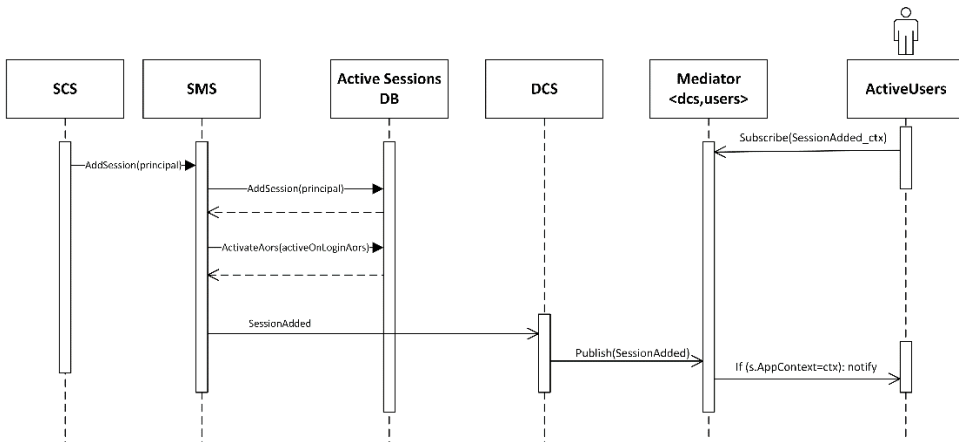 SCS
SMS
Active Sessions
DB
DCS
Mediator
<dcs,users>
ActiveUsers
Subscribe(SessionAdded_ctx)
AddSession(principal)
AddSession(principal)
ActivateAors(activeOnLoginAors)
SessionAdded
Publish(SessionAdded)
If (s.AppContext=ctx): notify